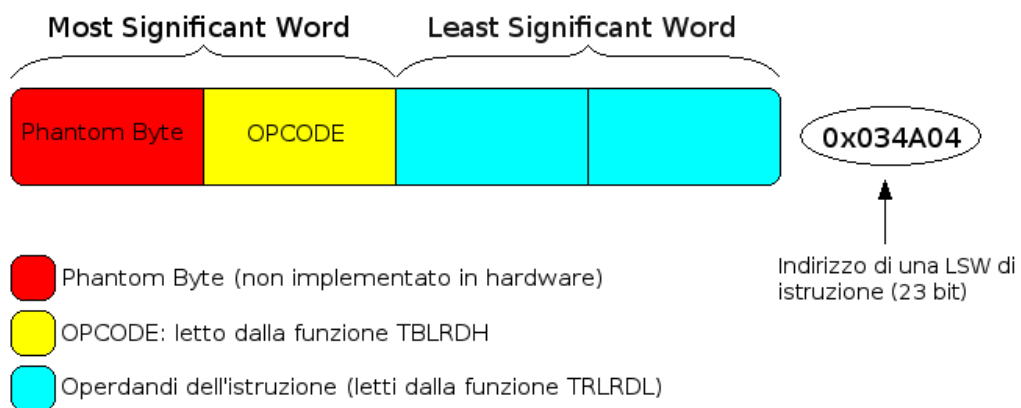 Most Significant Word
Least Significant Word
Phantom Byte
OPCODE
0x034A04
Indirizzo di una LSW di
istruzione (23 bit)
Phantom Byte (non implementato in hardware)
OPCODE: letto dalla funzione TBLRDH
Operdandi dell'istruzione (letti dalla funzione TRLRDL)